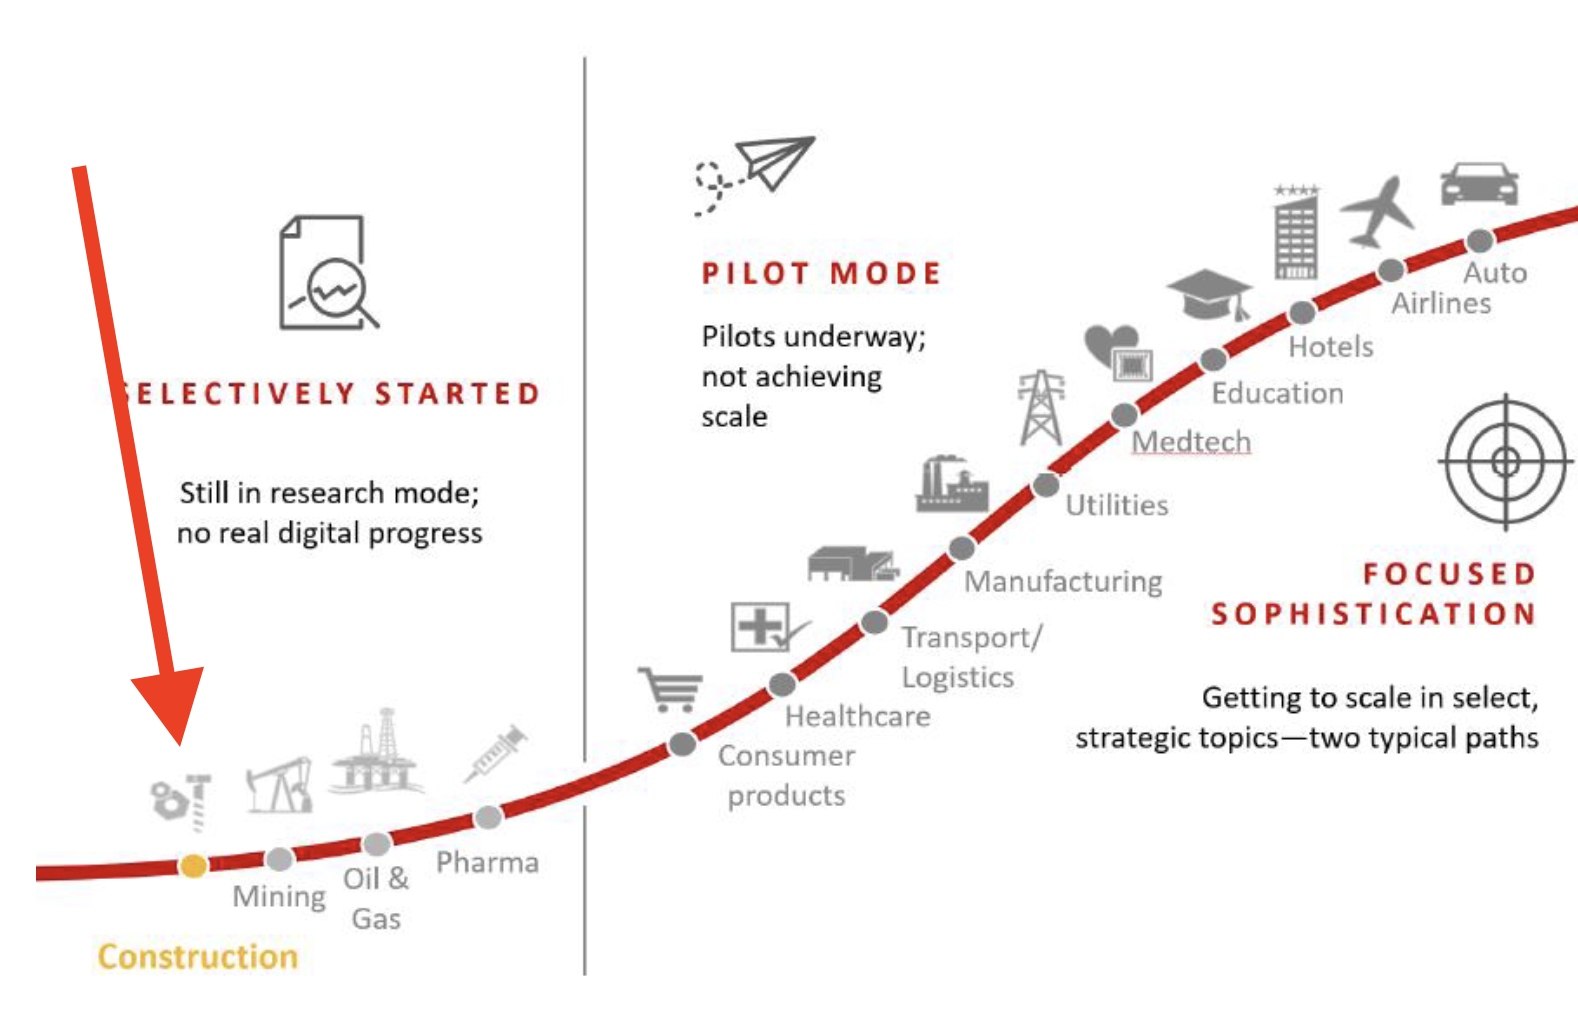 SELECTIVELY STARTED
Still in research mode;
no real digital progress
PILOT MODE
Pilots underway;
not achieving
scale
FOCUSED
SOPHISTICATION
Getting to scale in select,
strategic topics—two typical paths
Construction
Mining
Oil &
Gas
Pharma
Consumer
products
Healthcare
Transport/
Logistics
Manufacturing
Utilities
Medtech
Education
Hotels
Airlines
Auto